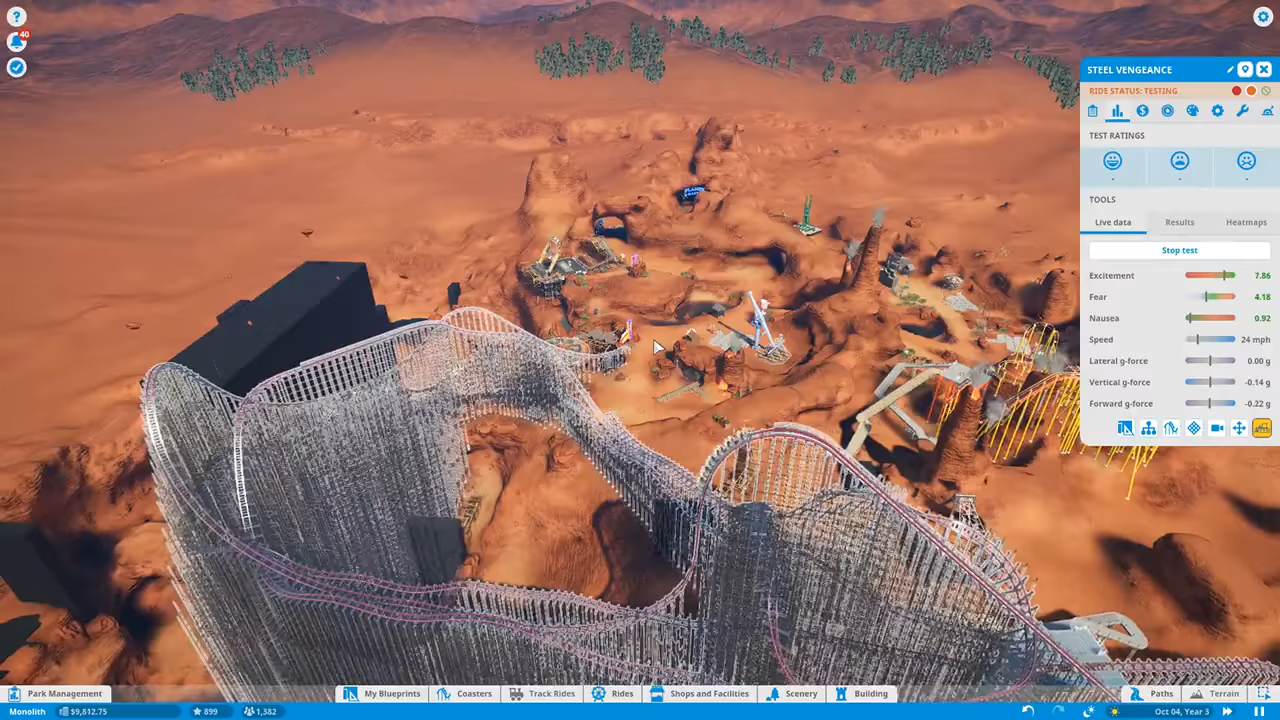 ?
40
STEEL VENGEANCE
RIDE STATUS: TESTING
TEST RATINGS
- - -
TOOLS
Live data Results Heatmaps
Stop test
Excitement 7.86
Fear 4.18
Nausea 0.92
Speed 24 mph
Lateral g-force 0.00 g
Vertical g-force -0.14 g
Forward g-force -0.22 g
Park Management My Blueprints Coasters Track Rides Rides Shops and Facilities Scenery Building Paths Terrain
Monolith $9,812.75 899 1,382 Oct 04, Year 3